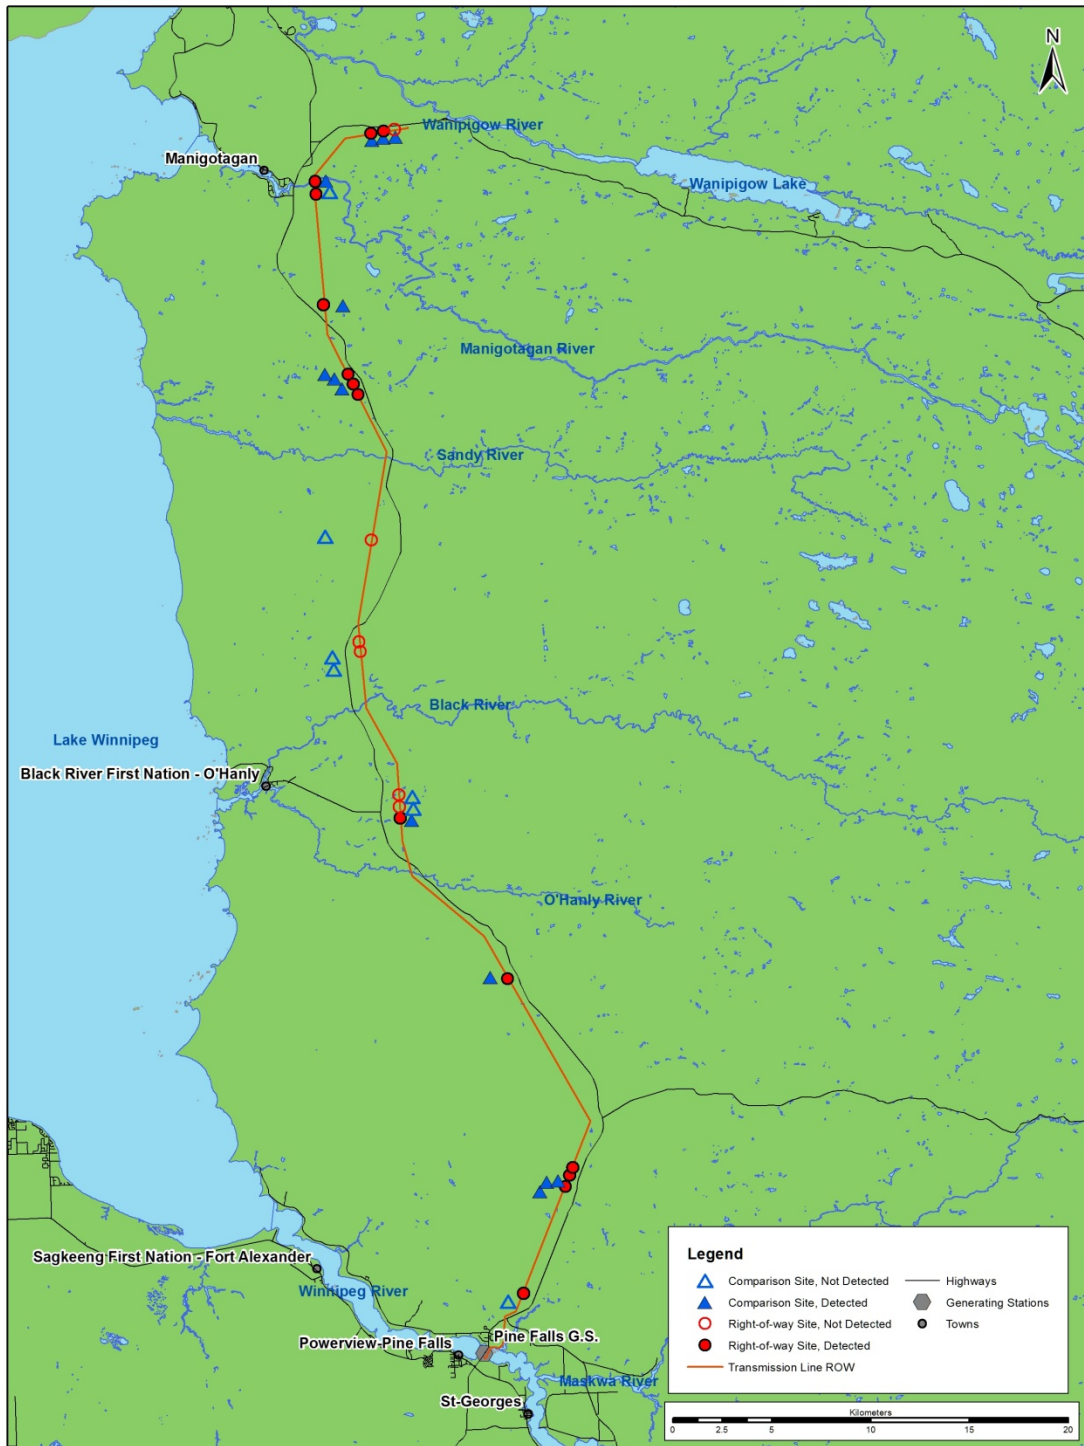 N
Wanipigow River
Manigotagan
Wanipigow Lake
Manigotagan River
Sandy River
Black River
Lake Winnipeg
Black River First Nation - O'Hanly
O'Hanly River
Sagkeeng First Nation - Fort Alexander
Winnipeg River
Pine Falls G.S.
Powerview-Pine Falls
Maskwa River
St-Georges
Legend
Comparison Site, Not Detected
Comparison Site, Detected
Right-of-way Site, Not Detected
Right-of-way Site, Detected
Transmission Line ROW
Highways
Generating Stations
Towns
Kilometers
0 2.5 5 10 15 20